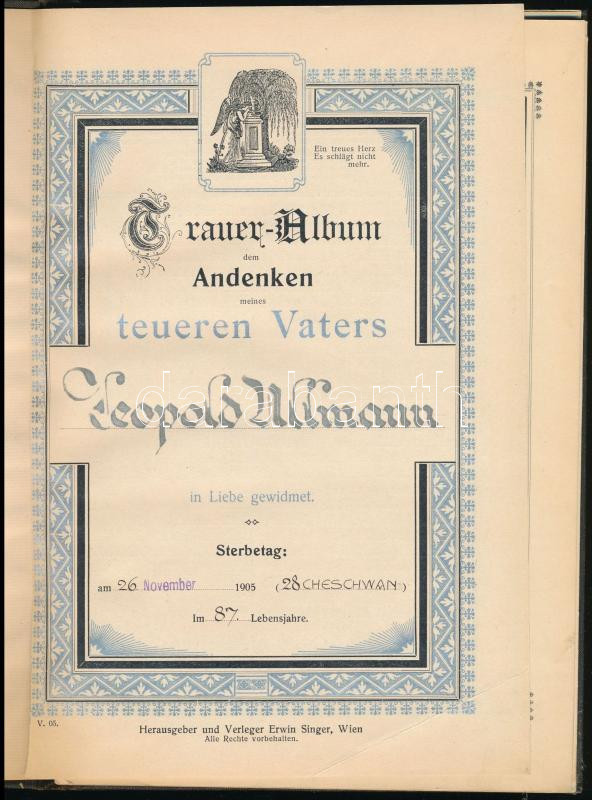 Ein treues Herz
Es schlägt nicht
mehr.
Trauer-Album
dem
Andenken
meines
teueren Vaters
Leopold Ullmann
in Liebe gewidmet.
Sterbetag:
am 26 November 1905 (28 CHESCHWAN)
Im 87. Lebensjahre.
V. 05.
Herausgeber und Verleger Erwin Singer, Wien
Alle Rechte vorbehalten.
darabanth